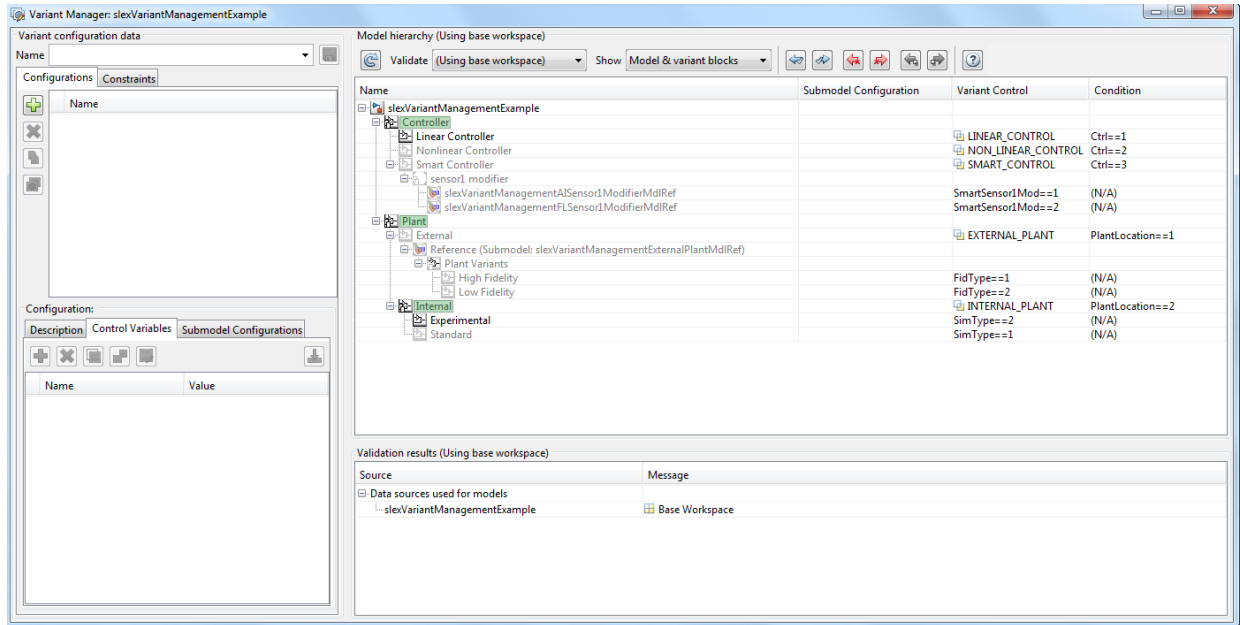 Variant Manager: slexVariantManagementExample
Variant configuration data
Name
Configurations Constraints
Name
Configuration:
Description Control Variables Submodel Configurations
Name Value
Model hierarchy (Using base workspace)
Validate (Using base workspace) Show Model & variant blocks
Name Submodel Configuration Variant Control Condition
slexVariantManagementExample
Controller
Linear Controller LINEAR_CONTROL Ctrl==1
Nonlinear Controller NON_LINEAR_CONTROL Ctrl==2
Smart Controller SMART_CONTROL Ctrl==3
sensor1 modifier
slexVariantManagementAISensor1ModifierMdlRef SmartSensor1Mod==1 (N/A)
slexVariantManagementFLSensor1ModifierMdlRef SmartSensor1Mod==2 (N/A)
Plant
External EXTERNAL_PLANT PlantLocation==1
Reference (Submodel: slexVariantManagementExternalPlantMdlRef)
Plant Variants
High Fidelity FidType==1 (N/A)
Low Fidelity FidType==2 (N/A)
Internal INTERNAL_PLANT PlantLocation==2
Experimental SimType==2 (N/A)
Standard SimType==1 (N/A)
Validation results (Using base workspace)
Source Message
Data sources used for models
slexVariantManagementExample Base Workspace